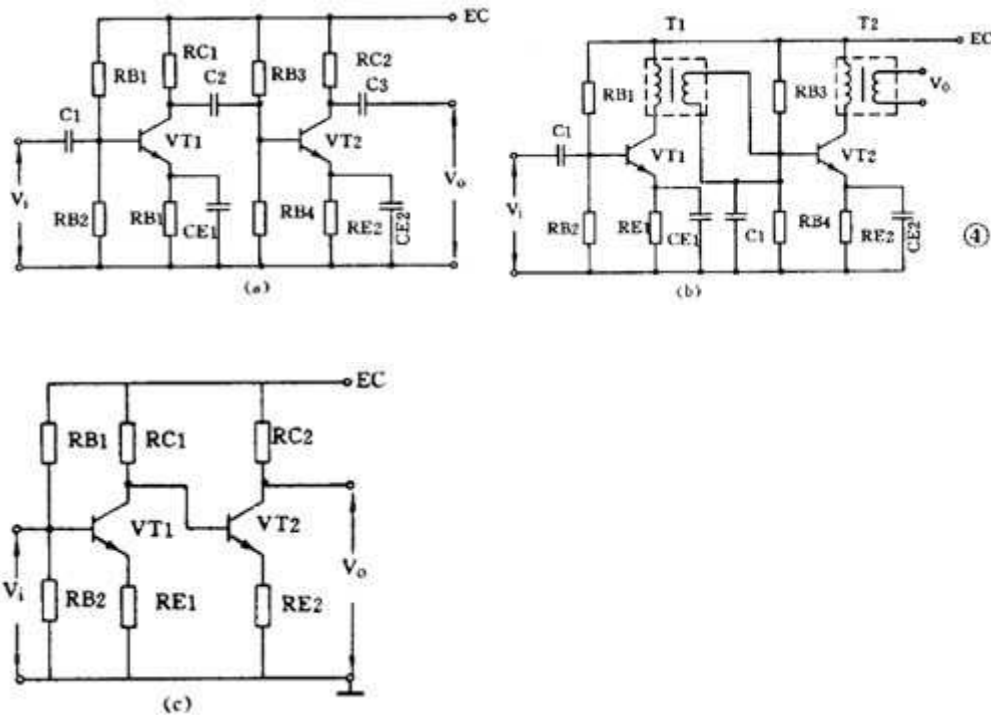 EC
RC1
RC2
RB1
C2
RB3
C3
C1
VT1
VT2
Vi
Vo
RB2
RB1
CE1
RB4
RE2
CE2
(a)
T1
T2
EC
RB1
RB3
Vo
C1
VT1
VT2
Vi
RB2
RE1
CE1
C1
RB4
RE2
CE2
④
(b)
EC
RB1
RC1
RC2
VT1
VT2
Vi
Vo
RB2
RE1
RE2
(c)